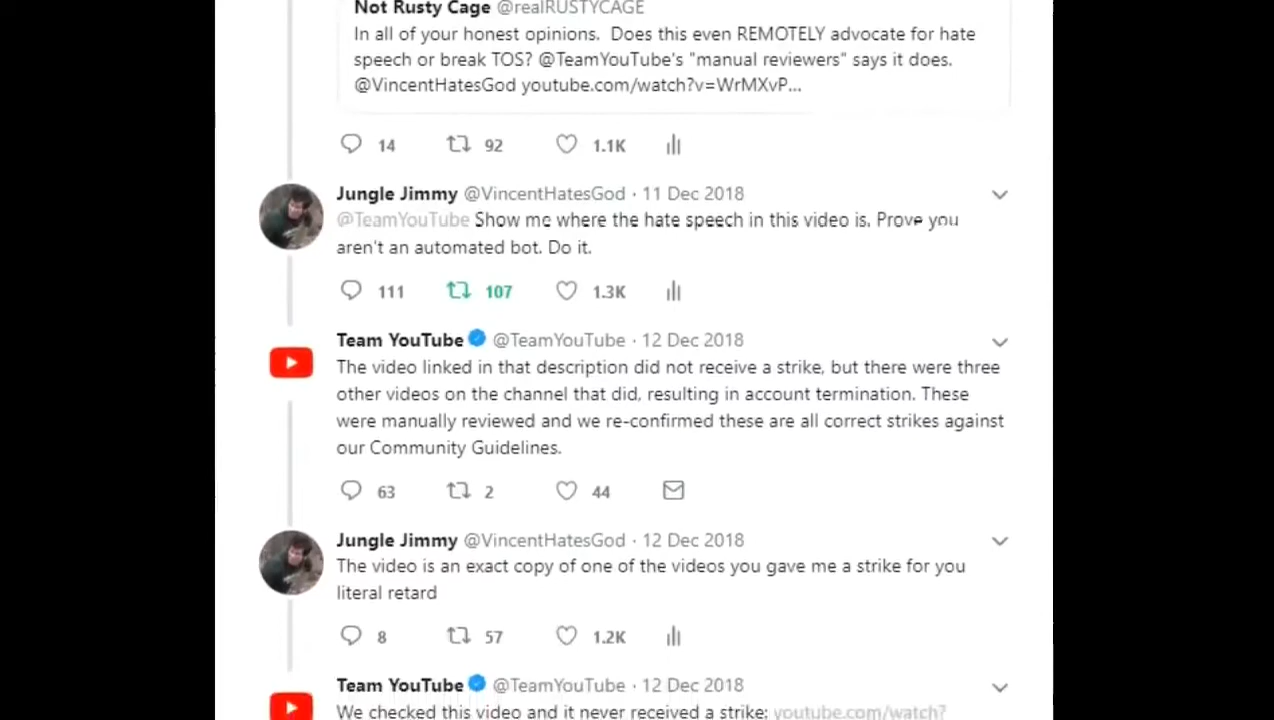 Not Rusty Cage @realRUSTYCAGE
In all of your honest opinions. Does this even REMOTELY advocate for hate
speech or break TOS? @TeamYouTube's "manual reviewers" says it does.
@VincentHatesGod youtube.com/watch?v=WrMXvP...
14 92 1.1K
Jungle Jimmy @VincentHatesGod · 11 Dec 2018
@TeamYouTube Show me where the hate speech in this video is. Prove you
aren't an automated bot. Do it.
111 107 1.3K
Team YouTube @TeamYouTube · 12 Dec 2018
The video linked in that description did not receive a strike, but there were three
other videos on the channel that did, resulting in account termination. These
were manually reviewed and we re-confirmed these are all correct strikes against
our Community Guidelines.
63 2 44
Jungle Jimmy @VincentHatesGod · 12 Dec 2018
The video is an exact copy of one of the videos you gave me a strike for you
literal retard
8 57 1.2K
Team YouTube @TeamYouTube · 12 Dec 2018
We checked this video and it never received a strike: youtube.com/watch?